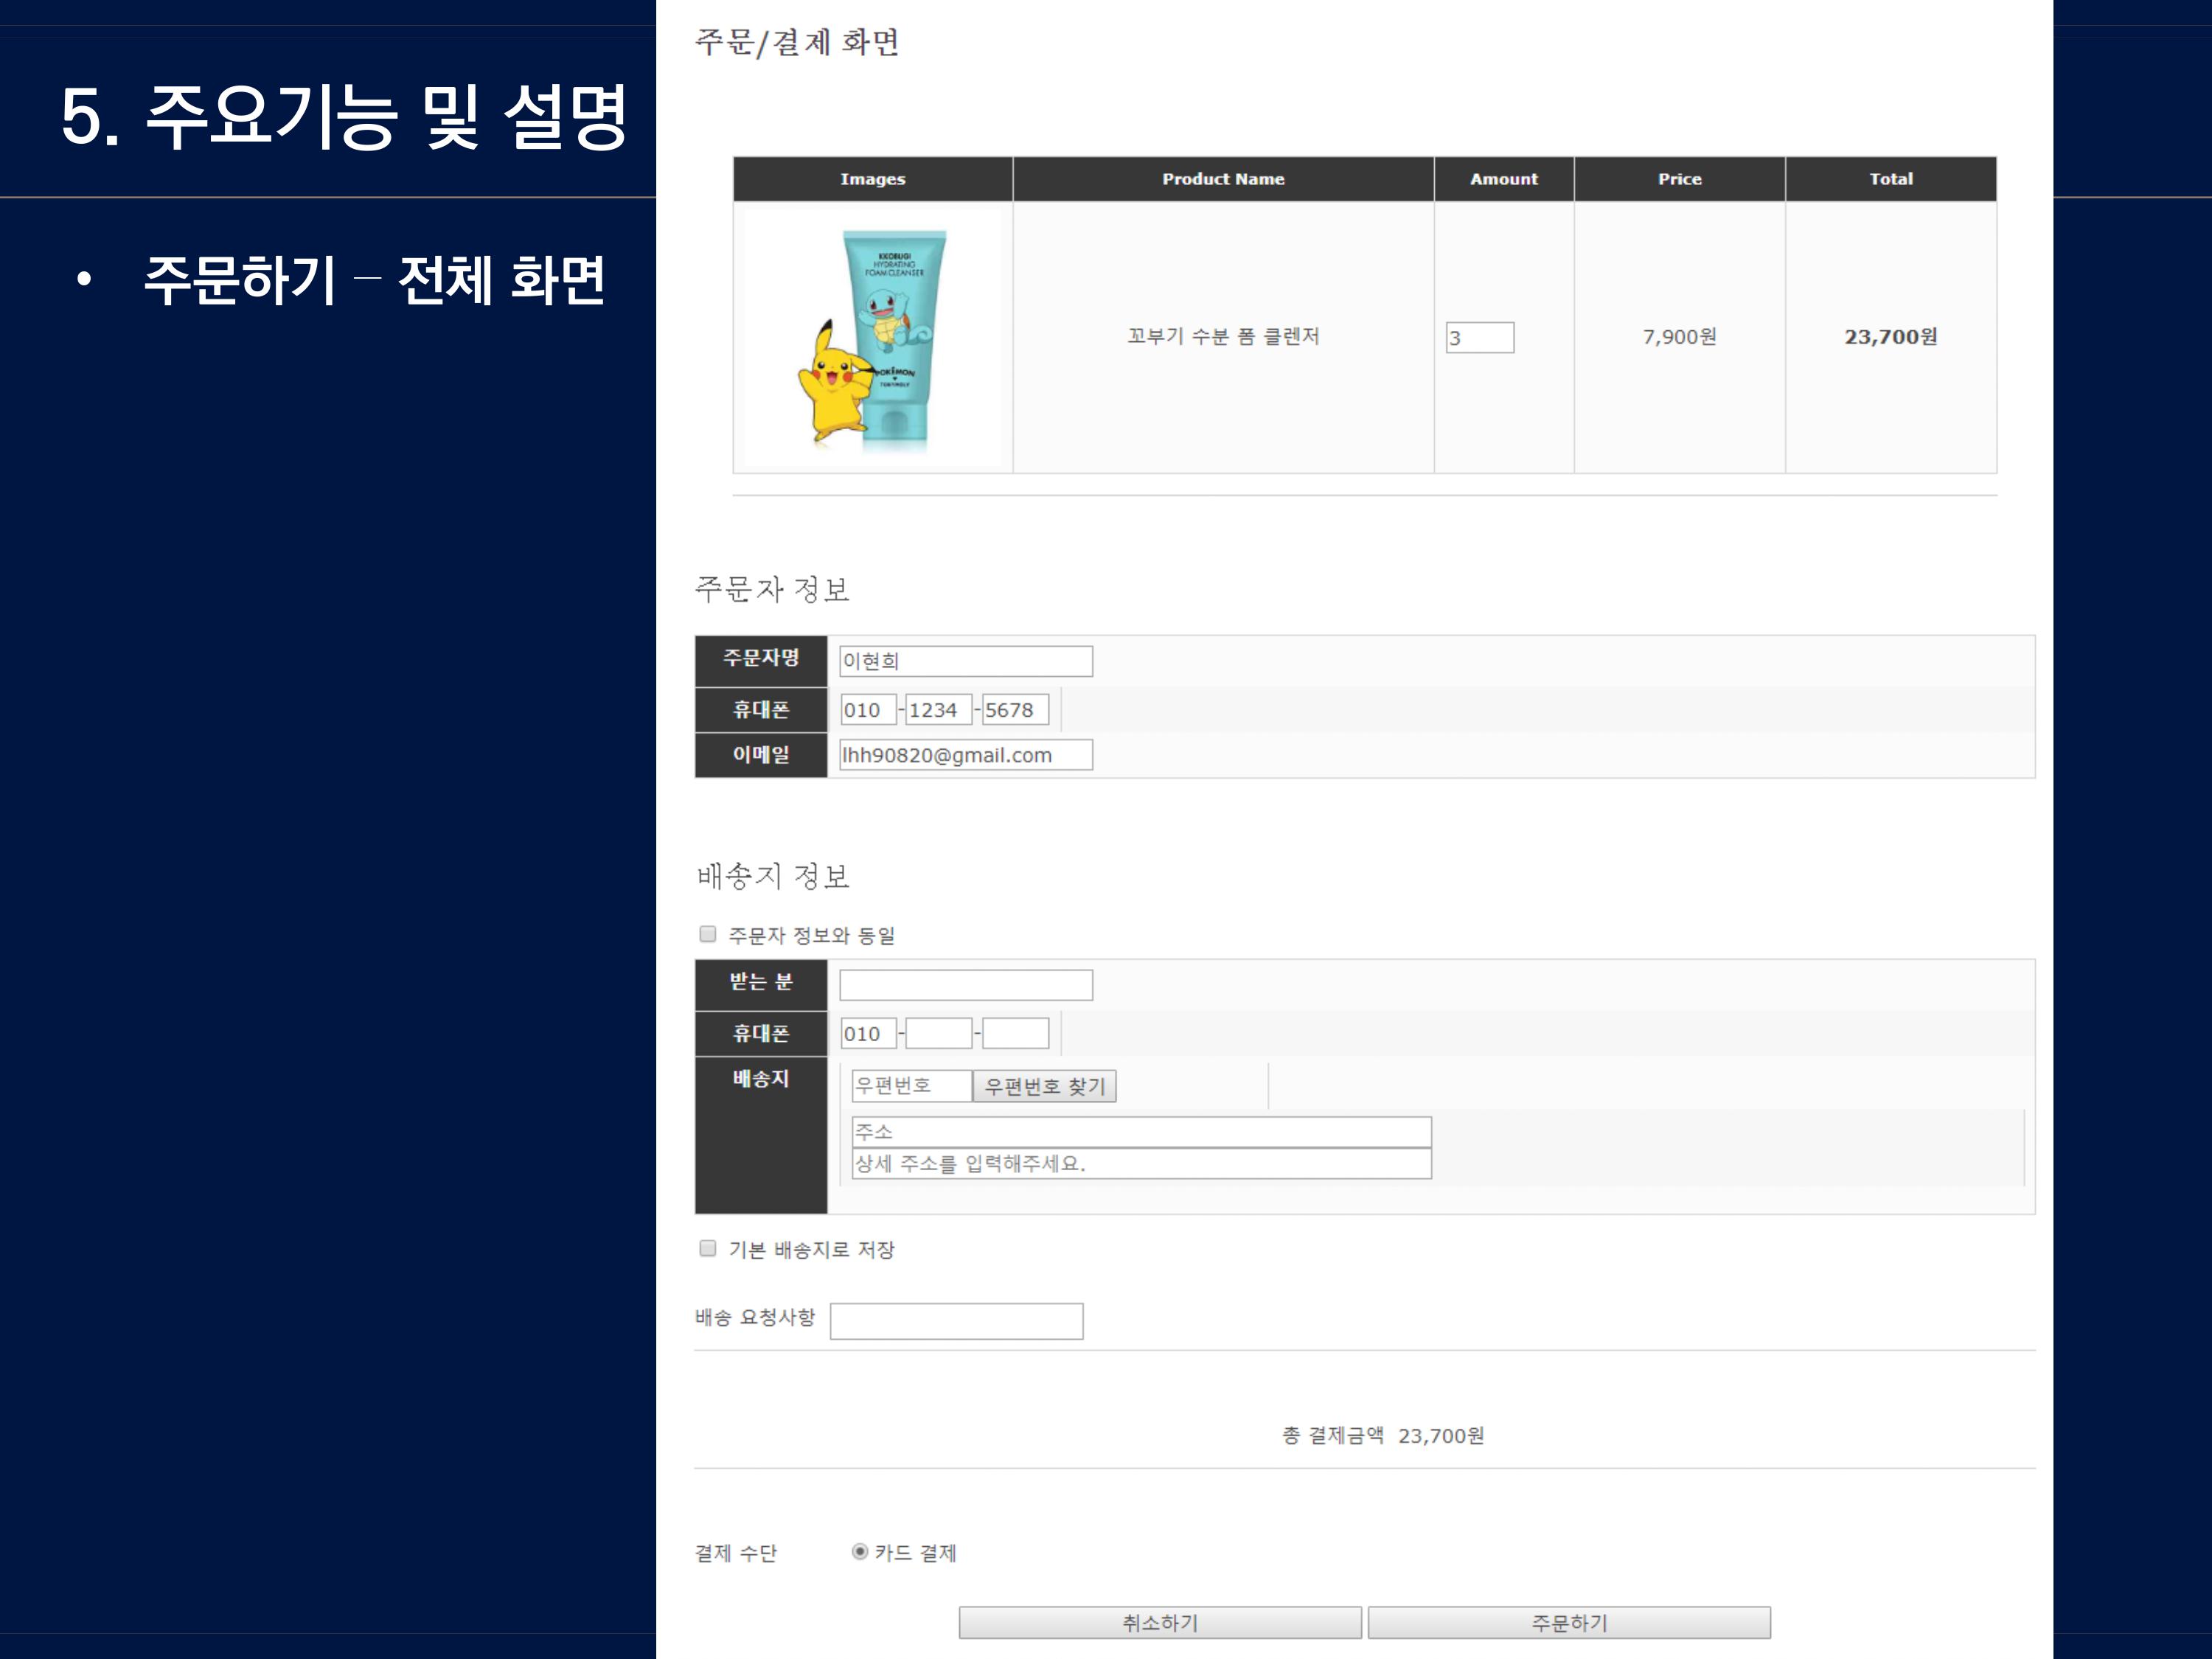 5. 주요기능 및 설명
• 주문하기 – 전체 화면
주문/결제 화면
Images Product Name Amount Price Total
KKOBUGI
HYDRATING
FOAM CLEANSER
POKÉMON
TONYMOLY
꼬부기 수분 폼 클렌저 3 7,900원 23,700원
주문자 정보
주문자명 이현희
휴대폰 010 - 1234 - 5678
이메일 lhh90820@gmail.com
배송지 정보
주문자 정보와 동일
받는 분
휴대폰 010 - -
배송지 우편번호 우편번호 찾기
주소
상세 주소를 입력해주세요.
기본 배송지로 저장
배송 요청사항
총 결제금액 23,700원
결제 수단 카드 결제
취소하기 주문하기